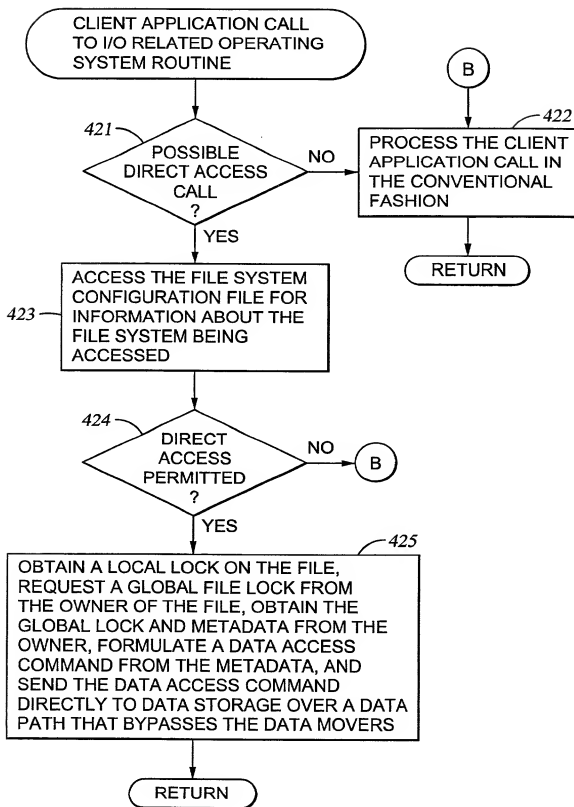 CLIENT APPLICATION CALL
TO I/O RELATED OPERATING
SYSTEM ROUTINE
421
POSSIBLE
DIRECT ACCESS
CALL
?
NO
YES
B
422
PROCESS THE CLIENT
APPLICATION CALL IN
THE CONVENTIONAL
FASHION
RETURN
423
ACCESS THE FILE SYSTEM
CONFIGURATION FILE FOR
INFORMATION ABOUT THE
FILE SYSTEM BEING
ACCESSED
424
DIRECT
ACCESS
PERMITTED
?
NO
B
YES
425
OBTAIN A LOCAL LOCK ON THE FILE,
REQUEST A GLOBAL FILE LOCK FROM
THE OWNER OF THE FILE, OBTAIN THE
GLOBAL LOCK AND METADATA FROM THE
OWNER, FORMULATE A DATA ACCESS
COMMAND FROM THE METADATA, AND
SEND THE DATA ACCESS COMMAND
DIRECTLY TO DATA STORAGE OVER A DATA
PATH THAT BYPASSES THE DATA MOVERS
RETURN